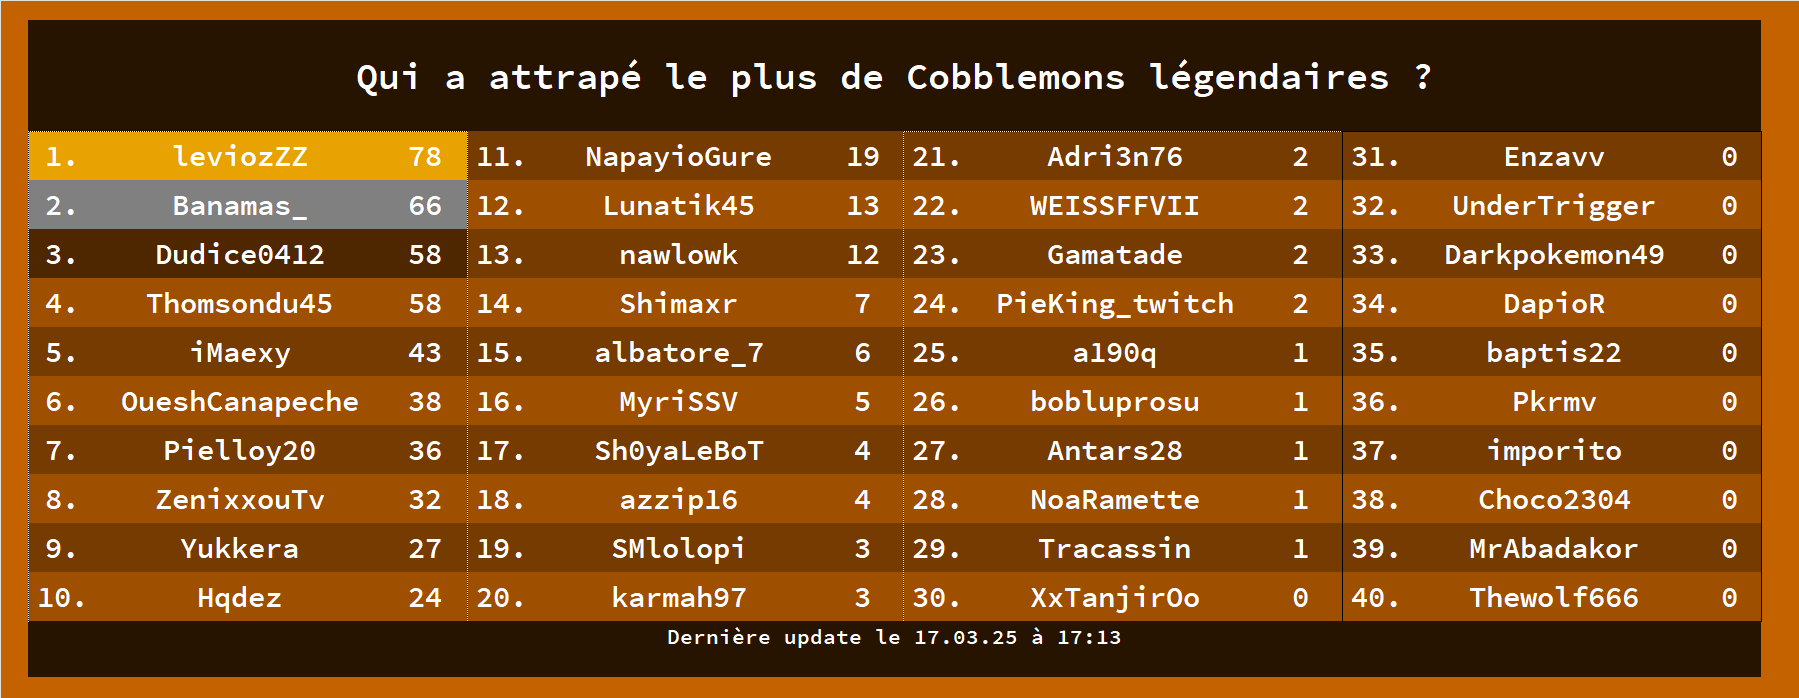 Qui a attrapé le plus de Cobblemons légendaires ?
1. leviozZZ 78 11. NapayioGure 19 21. Adri3n76 2 31. Enzavv 0
2. Banamas_ 66 12. Lunatik45 13 22. WEISSFFVII 2 32. UnderTrigger 0
3. Dudice0412 58 13. nawlowk 12 23. Gamatade 2 33. Darkpokemon49 0
4. Thomsondu45 58 14. Shimaxr 7 24. PieKing_twitch 2 34. DapioR 0
5. iMaexy 43 15. albatore_7 6 25. a190q 1 35. baptis22 0
6. OueshCanapeche 38 16. MyriSSV 5 26. bobluprosu 1 36. Pkrmv 0
7. Pielloy20 36 17. Sh0yaLeBoT 4 27. Antars28 1 37. imporito 0
8. ZenixxouTv 32 18. azzip16 4 28. NoaRamette 1 38. Choco2304 0
9. Yukkera 27 19. SMlolopi 3 29. Tracassin 1 39. MrAbadakor 0
10. Hqdez 24 20. karmah97 3 30. XxTanjirOo 0 40. Thewolf666 0
Dernière update le 17.03.25 à 17:13